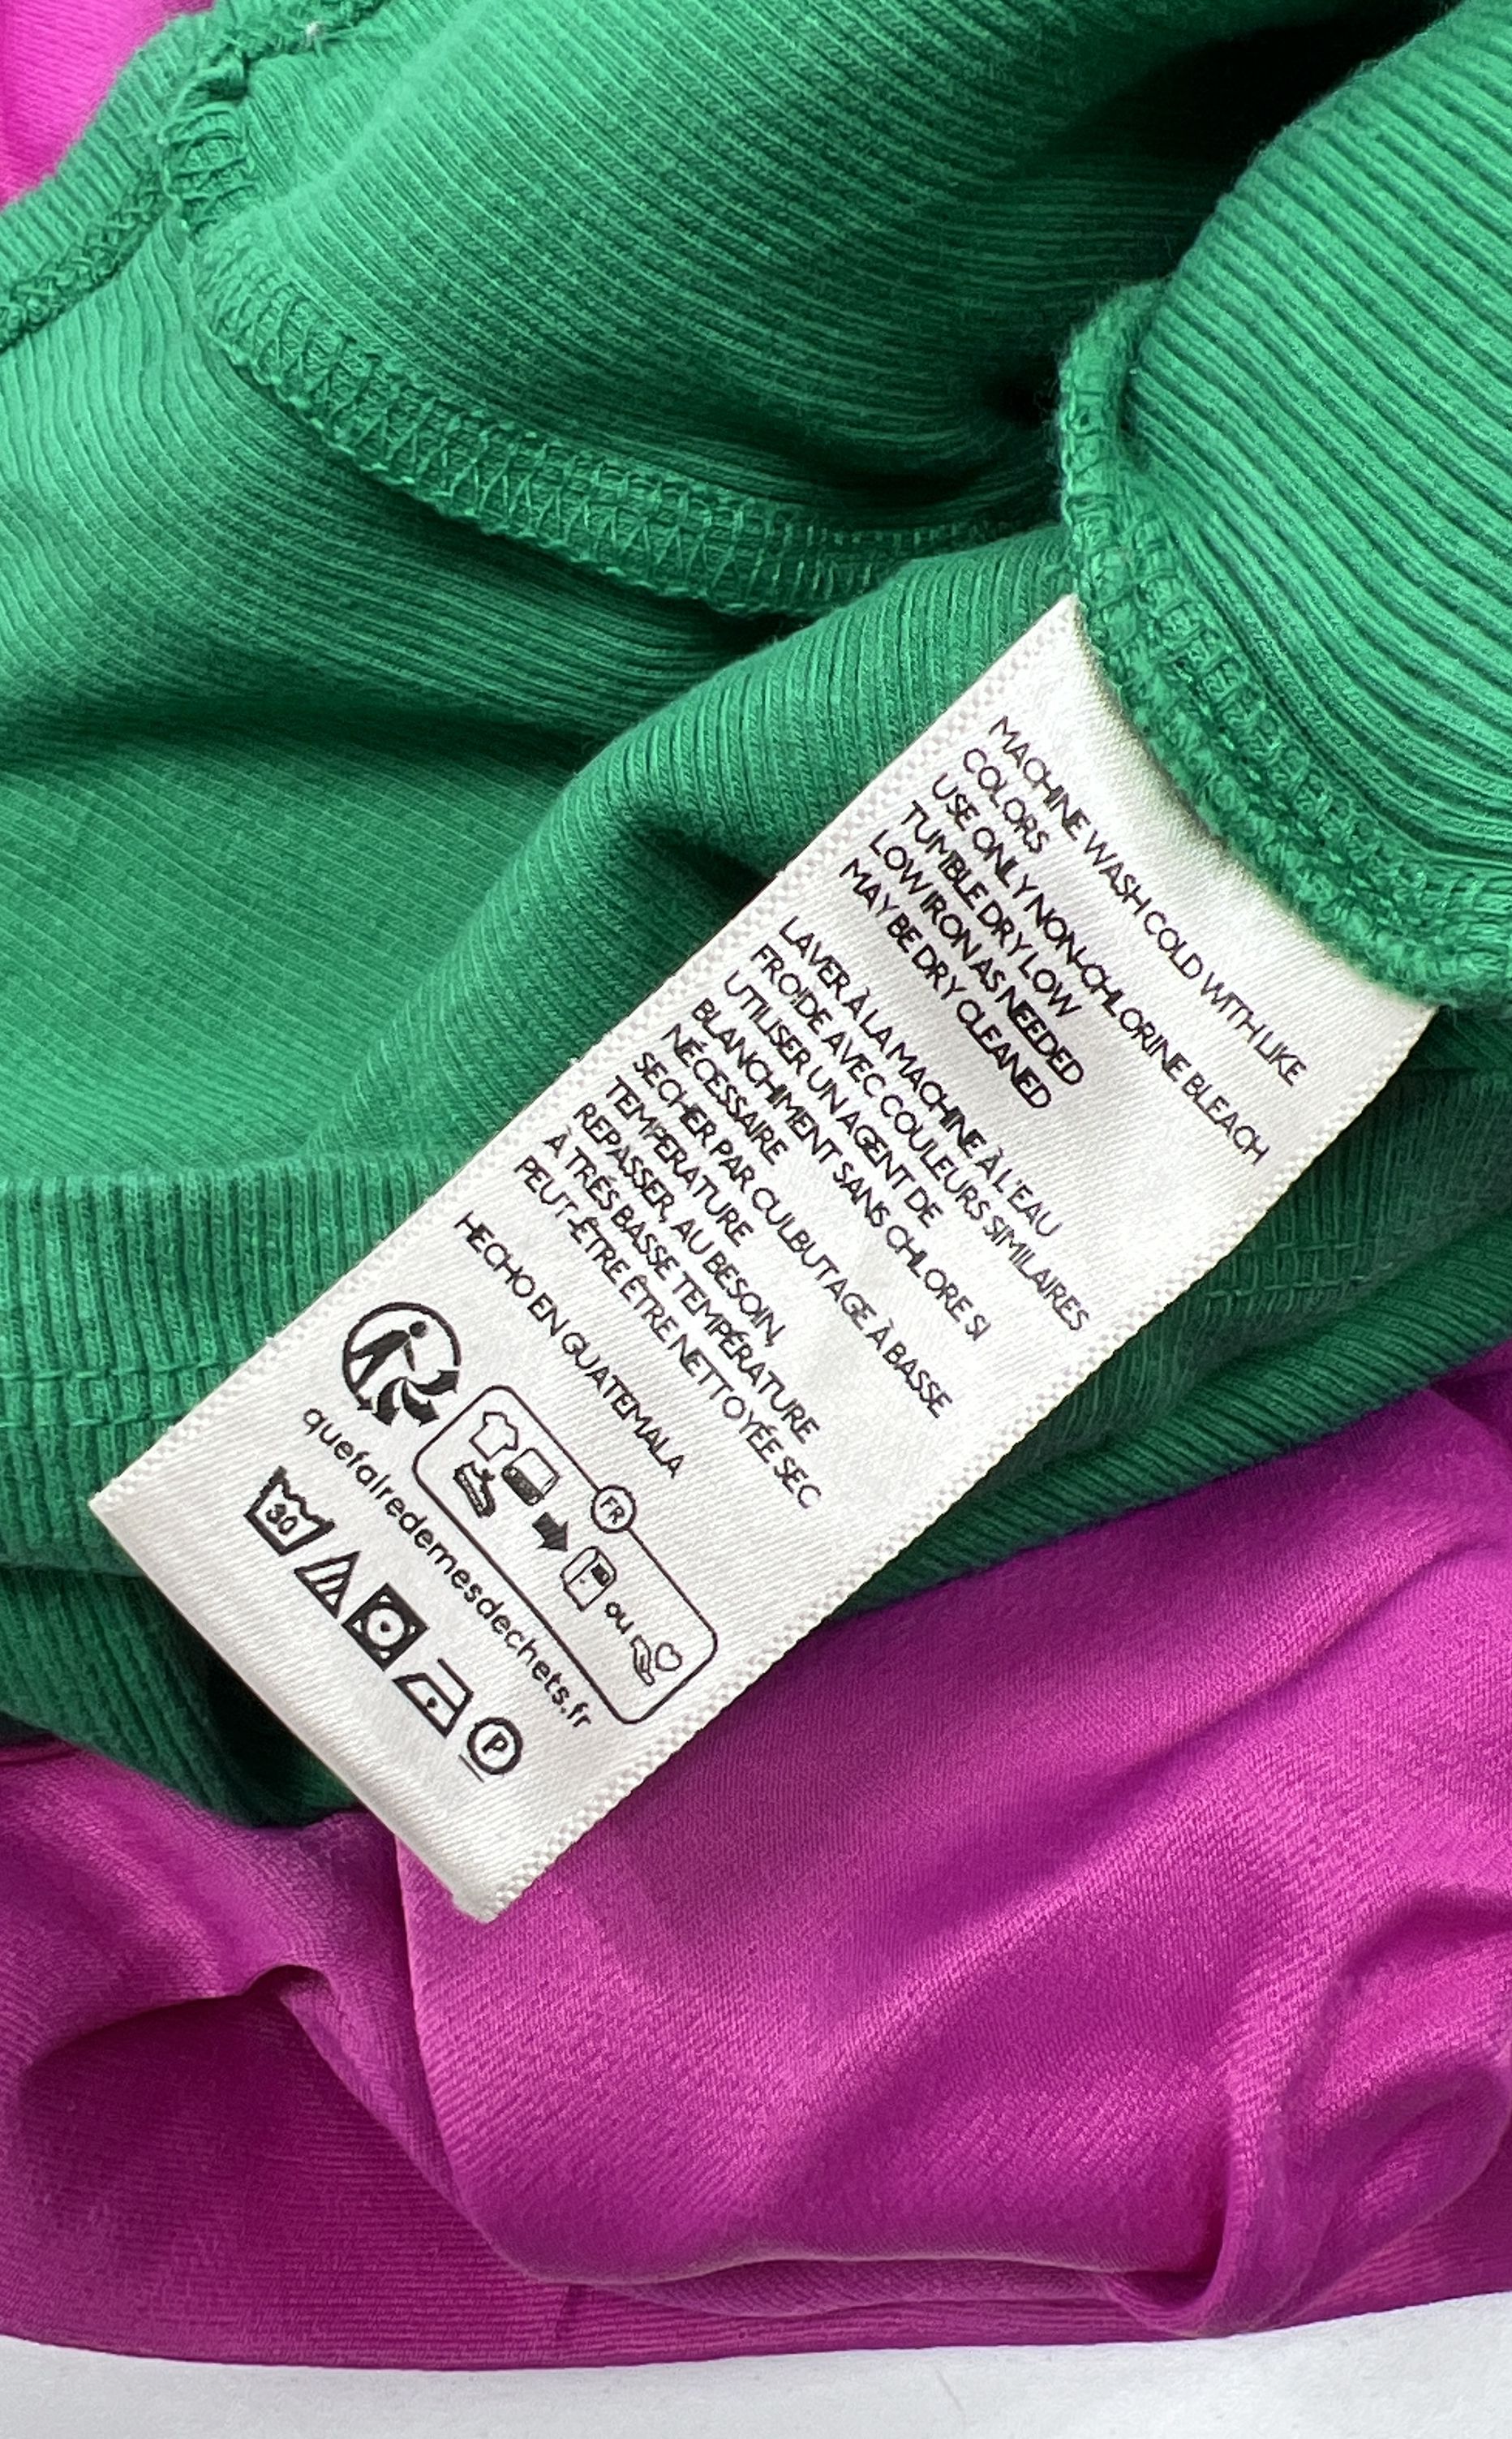 MACHINE WASH COLD WITH LIKE
COLORS
USE ONLY NON-CHLORINE BLEACH
TUMBLE DRY LOW
LOW IRON AS NEEDED
MAY BE DRY CLEANED
LAVER À LA MACHINE À L'EAU
FROIDE AVEC COULEURS SIMILAIRES
UTILISER UN AGENT DE
BLANCHIMENT SANS CHLORE SI
NÉCESSAIRE
SECHER PAR CULBUTAGE À BASSE
TEMPERATURE
REPASSER, AU BESOIN,
À TRÉS BASSE TEMPÉRATURE
PEUT-ÊTRE ÊTRE NETTOYÉE SEC
HECHO EN GUATEMALA
FR
ou
quefairedemesdechets.fr
30
P